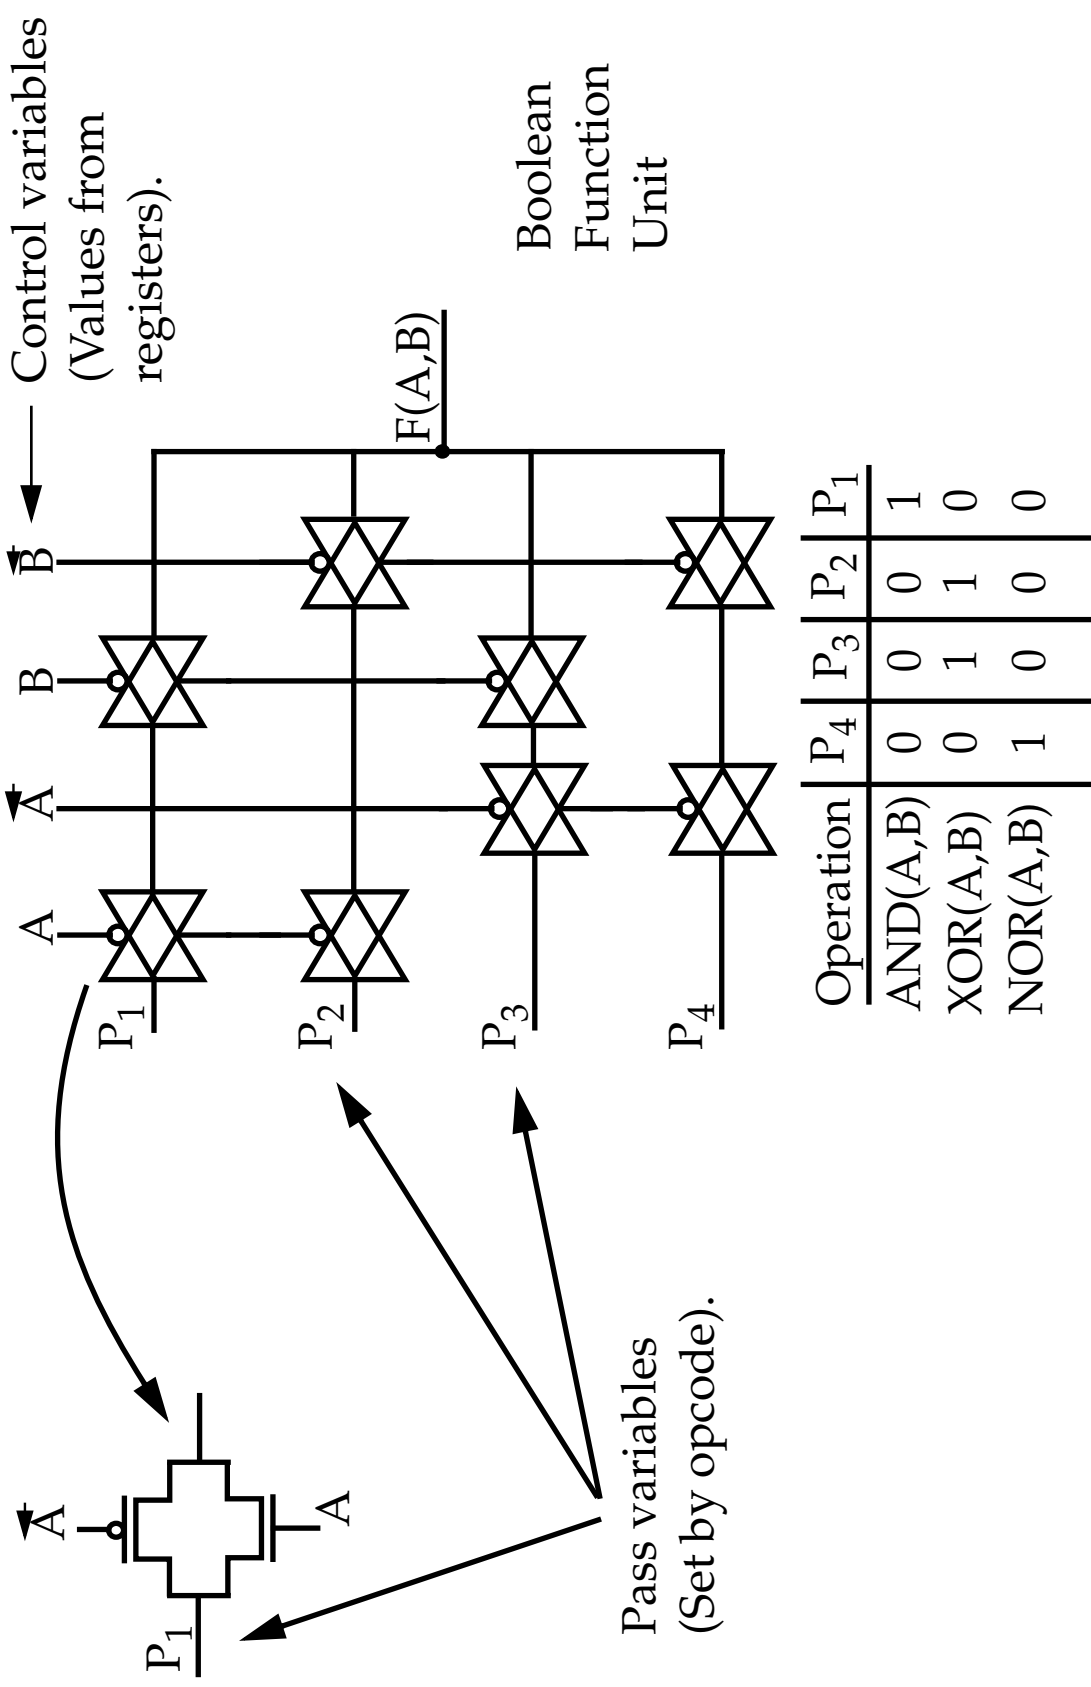 Control variables
(Values from
registers).
A
A
B
B
P1
P2
P3
P4
F(A,B)
Boolean
Function
Unit
A
P1
A
Pass variables
(Set by opcode).
Operation P4 P3 P2 P1
AND(A,B) 0 0 0 1
XOR(A,B) 0 1 1 0
NOR(A,B) 1 0 0 0